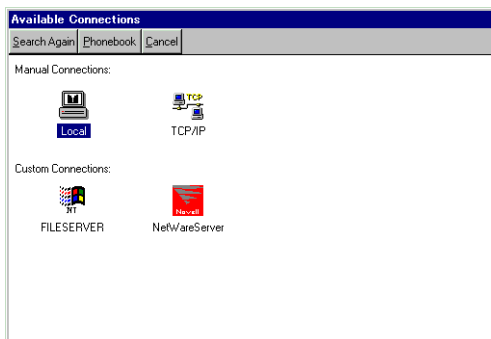 Available Connections
Search Again Phonebook Cancel
Manual Connections:
TCP
Local TCP/IP
Custom Connections:
NT Novell
FILESERVER NetWareServer